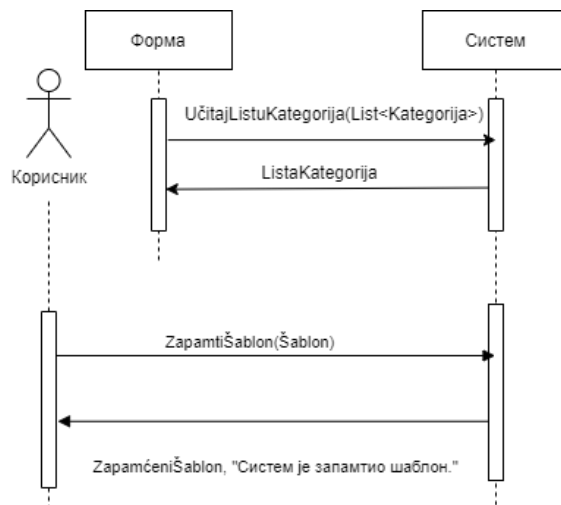 Форма
Систем
UčitajListuKategorija(List<Kategorija>)
Корисник
ListaKategorija
ZapamtiŠablon(Šablon)
ZapamćeniŠablon, "Систем је запамтио шаблон."